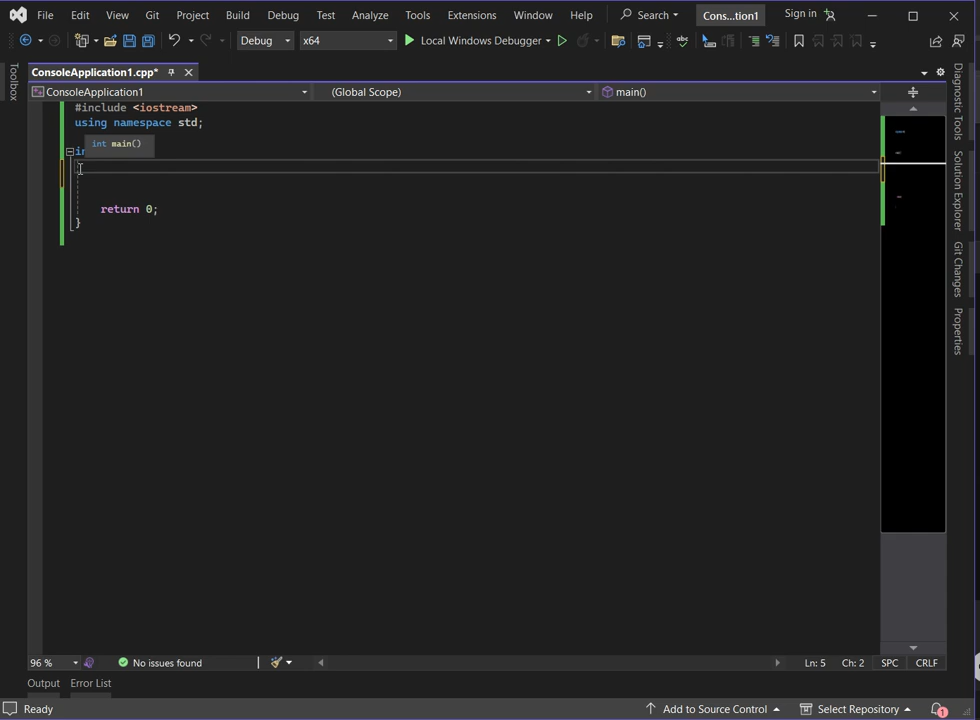 File Edit View Git Project Build Debug Test Analyze Tools Extensions Window Help Search Cons...tion1 Sign in
Debug x64 Local Windows Debugger
Toolbox
ConsoleApplication1.cpp*
ConsoleApplication1 (Global Scope) main()
#include <iostream>
using namespace std;
int main()
return 0;
}
Diagnostic Tools
Solution Explorer
Git Changes
Properties
96 % No issues found Ln: 5 Ch: 2 SPC CRLF
Output Error List
Ready Add to Source Control Select Repository 1